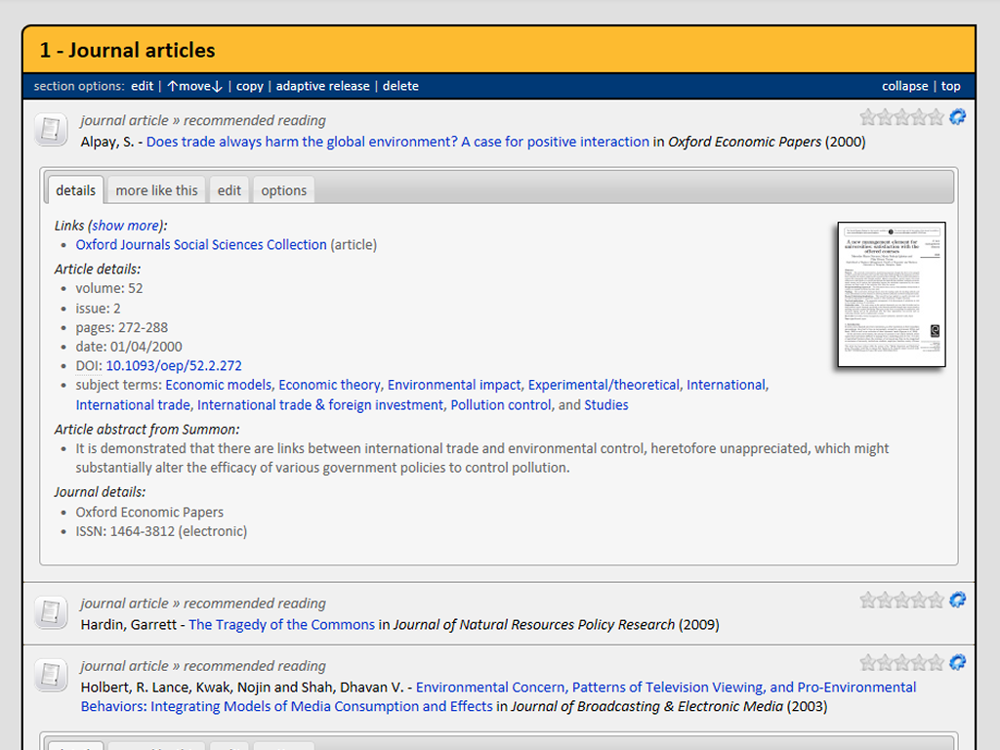 1 - Journal articles
section options: edit | ↑move↓ | copy | adaptive release | delete
collapse | top
journal article » recommended reading
Alpay, S. - Does trade always harm the global environment? A case for positive interaction in Oxford Economic Papers (2000)
details more like this edit options
Links (show more):
• Oxford Journals Social Sciences Collection (article)
Article details:
• volume: 52
• issue: 2
• pages: 272-288
• date: 01/04/2000
• DOI: 10.1093/oep/52.2.272
• subject terms: Economic models, Economic theory, Environmental impact, Experimental/theoretical, International,
International trade, International trade & foreign investment, Pollution control, and Studies
Article abstract from Summon:
• It is demonstrated that there are links between international trade and environmental control, heretofore unappreciated, which might
substantially alter the efficacy of various government policies to control pollution.
Journal details:
• Oxford Economic Papers
• ISSN: 1464-3812 (electronic)
A new management element for
universities: satisfaction with the
offered courses
journal article » recommended reading
Hardin, Garrett - The Tragedy of the Commons in Journal of Natural Resources Policy Research (2009)
journal article » recommended reading
Holbert, R. Lance, Kwak, Nojin and Shah, Dhavan V. - Environmental Concern, Patterns of Television Viewing, and Pro-Environmental
Behaviors: Integrating Models of Media Consumption and Effects in Journal of Broadcasting & Electronic Media (2003)